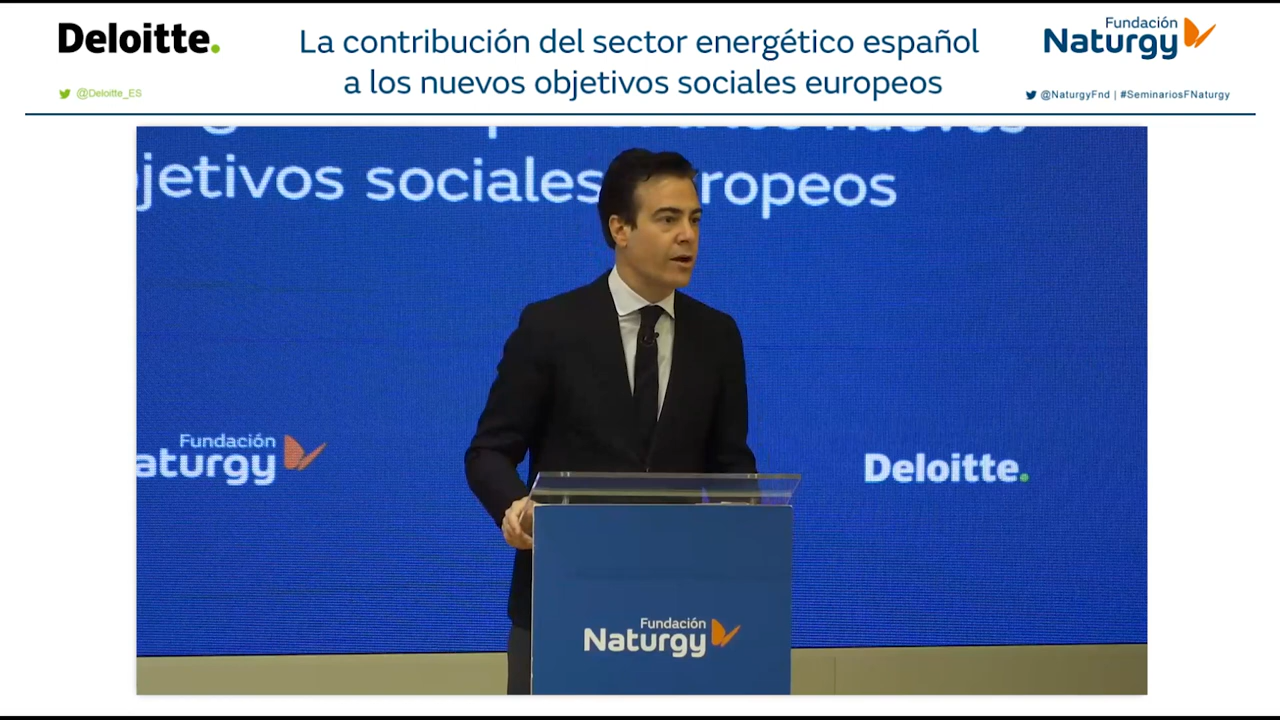 Deloitte.
@Deloitte_ES
La contribución del sector energético español
a los nuevos objetivos sociales europeos
Fundación
Naturgy
@NaturgyFnd | #SeminariosFNaturgy
jetivos sociales
ropeos
Fundación
aturgy
Deloitte.
Fundación
Naturgy